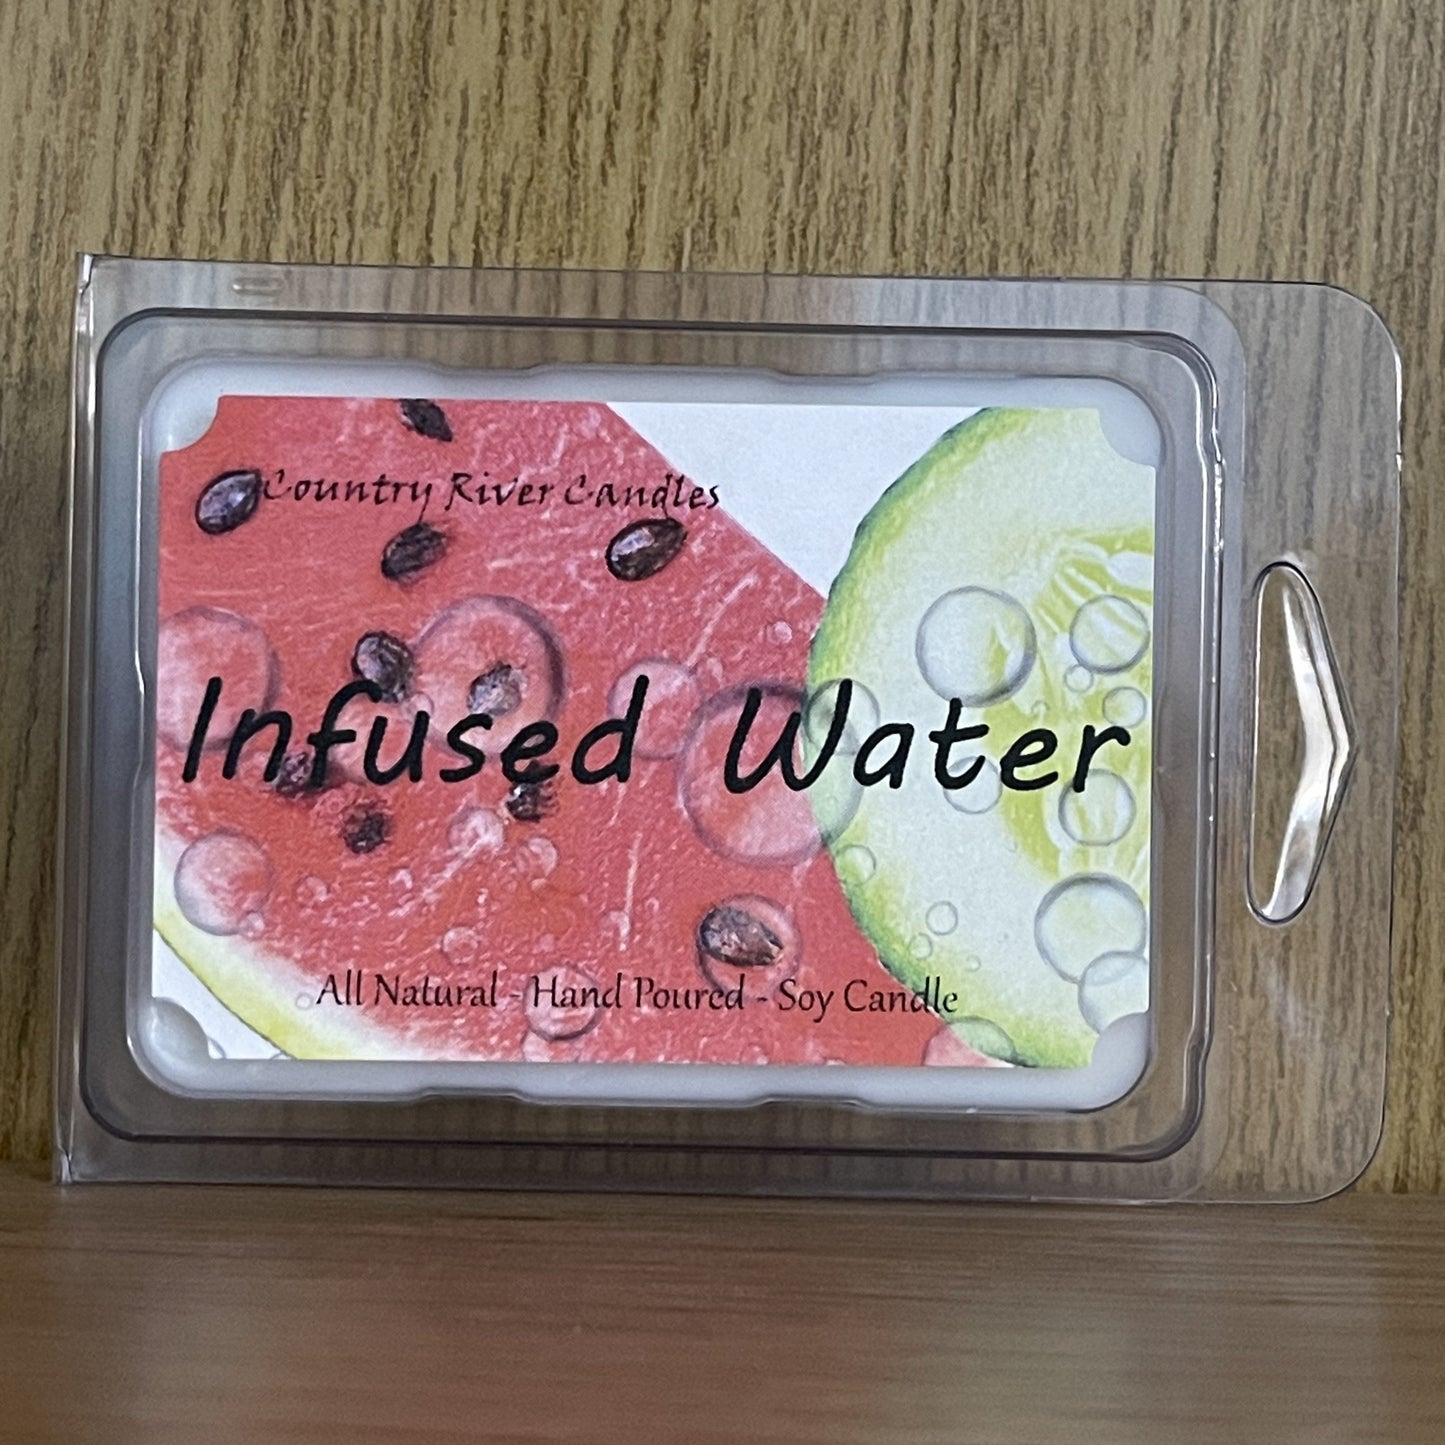 Country River Candles
Infused Water
All Natural - Hand Poured - Soy Candle